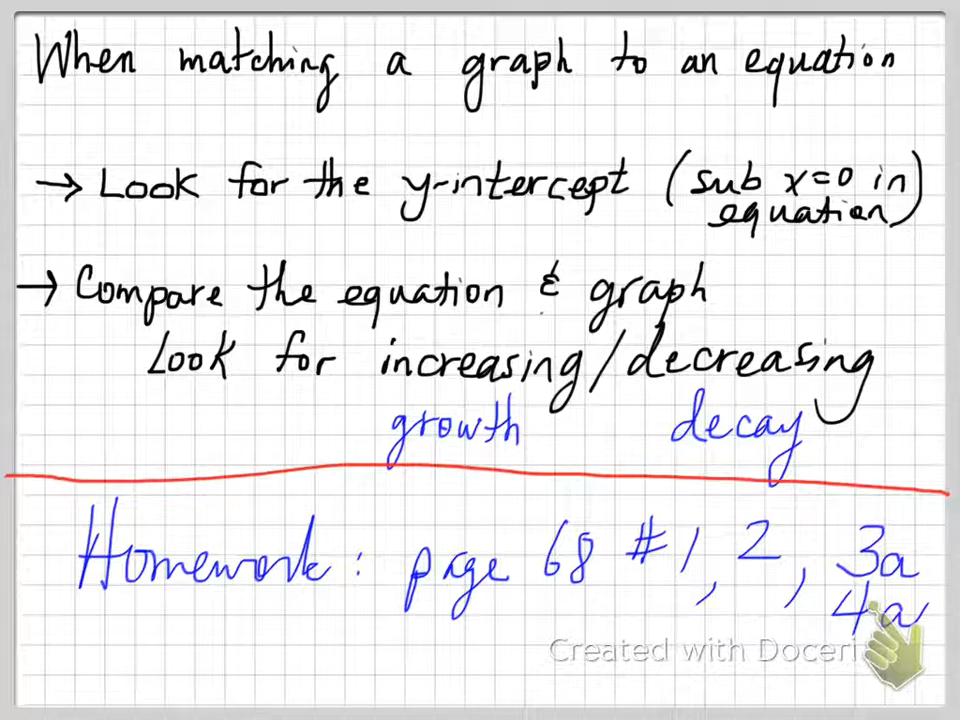 When matching a graph to an equation
→ Look for the y-intercept (sub x=0 in
equation)
→ Compare the equation & graph
Look for increasing/decreasing
growth decay
Homework: page 68 #1, 2, 3a
4a
Created with Doceri